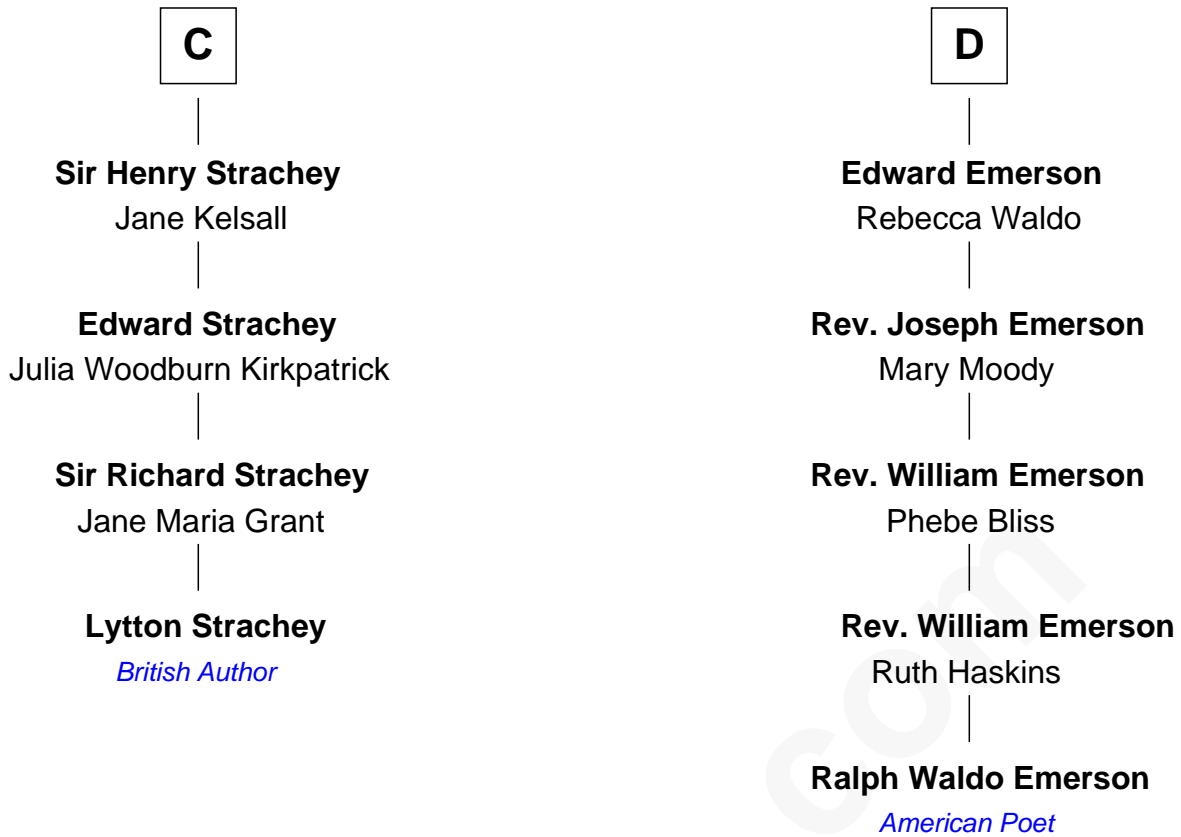 C
Sir Henry Strachey
Jane Kelsall
Edward Strachey
Julia Woodburn Kirkpatrick
Sir Richard Strachey
Jane Maria Grant
Lytton Strachey
British Author
D
Edward Emerson
Rebecca Waldo
Rev. Joseph Emerson
Mary Moody
Rev. William Emerson
Phebe Bliss
Rev. William Emerson
Ruth Haskins
Ralph Waldo Emerson
American Poet
com